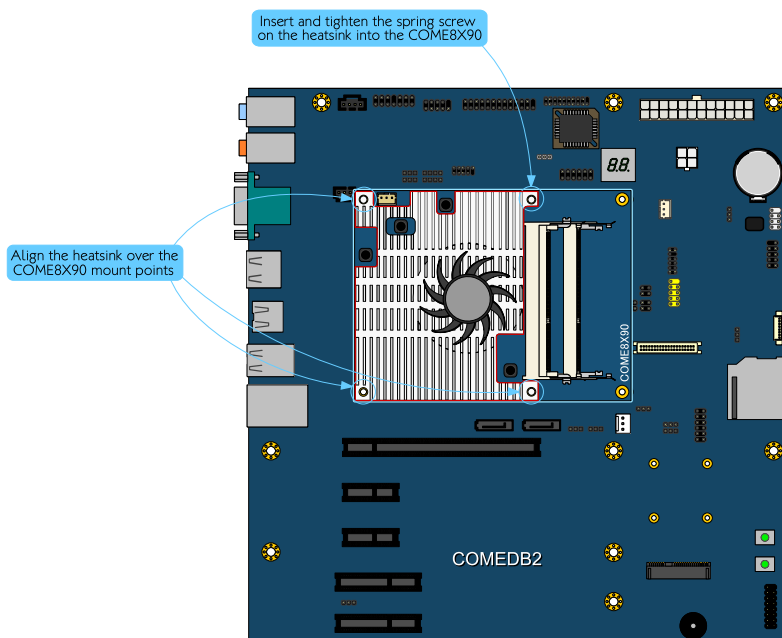 Insert and tighten the spring screw
on the heatsink into the COME8X90
88.
Align the heatsink over the
COME8X90 mount points
COME8X90
COMEDB2